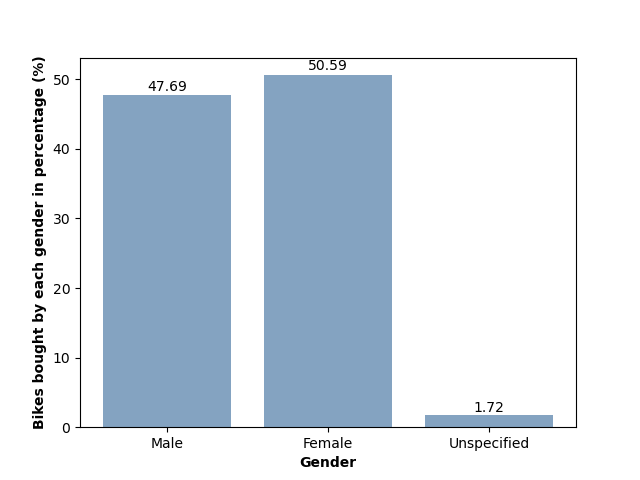 Bikes bought by each gender in percentage (%)
50
40
30
20
10
0
47.69
50.59
1.72
Male
Female
Unspecified
Gender